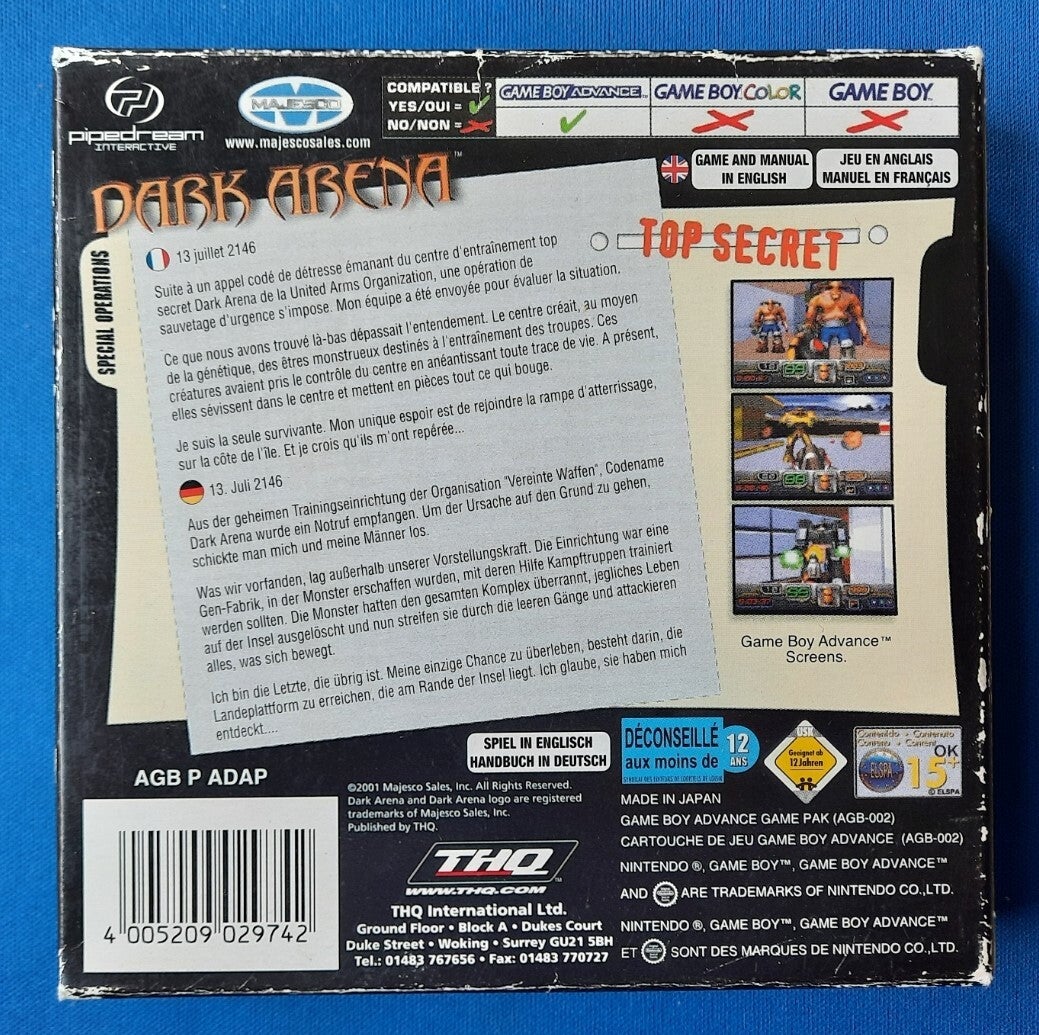 pipedream
INTERACTIVE
MAJESCO
www.majescosales.com
COMPATIBLE ?
YES/OUI =
NO/NON =
GAME BOY ADVANCE™
GAME BOY COLOR
GAME BOY™
DARK ARENA™
GAME AND MANUAL
IN ENGLISH
JEU EN ANGLAIS
MANUEL EN FRANÇAIS
SPECIAL OPERATIONS
TOP SECRET
13 juillet 2146
Suite à un appel codé de détresse émanant du centre d'entraînement top
secret Dark Arena de la United Arms Organization, une opération de
sauvetage d'urgence s'impose. Mon équipe a été envoyée pour évaluer la situation.
Ce que nous avons trouvé là-bas dépassait l'entendement. Le centre créait, au moyen
de la génétique, des êtres monstrueux destinés à l'entraînement des troupes. Ces
créatures avaient pris le contrôle du centre en anéantissant toute trace de vie. A présent,
elles sévissent dans le centre et mettent en pièces tout ce qui bouge.
Je suis la seule survivante. Mon unique espoir est de rejoindre la rampe d'atterrissage,
sur la côte de l'île. Et je crois qu'ils m'ont repérée...
13. Juli 2146
Aus der geheimen Trainingseinrichtung der Organisation "Vereinte Waffen", Codename
Dark Arena wurde ein Notruf empfangen. Um der Ursache auf den Grund zu gehen,
schickte man mich und meine Männer los.
Was wir vorfanden, lag außerhalb unserer Vorstellungskraft. Die Einrichtung war eine
Gen-Fabrik, in der Monster erschaffen wurden, mit deren Hilfe Kampftruppen trainiert
werden sollten. Die Monster hatten den gesamten Komplex überrannt, jegliches Leben
auf der Insel ausgelöscht und nun streifen sie durch die leeren Gänge und attackieren
alles, was sich bewegt.
Ich bin die Letzte, die übrig ist. Meine einzige Chance zu überleben, besteht darin, die
Landeplattform zu erreichen, die am Rande der Insel liegt. Ich glaube, sie haben mich
entdeckt....
Game Boy Advance™
Screens.
SPIEL IN ENGLISCH
HANDBUCH IN DEUTSCH
DÉCONSEILLÉ
aux moins de
12
ANS
USK
Geeignet ab
12 Jahren
Contenido - Contenuto
ELSPA
OK
15+
© ELSPA
AGB P ADAP
©2001 Majesco Sales, Inc. All Rights Reserved.
Dark Arena and Dark Arena logo are registered
trademarks of Majesco Sales, Inc.
Published by THQ.
THQ™
WWW.THQ.COM
THQ International Ltd.
Ground Floor • Block A • Dukes Court
Duke Street • Woking • Surrey GU21 5BH
Tel.: 01483 767656 • Fax: 01483 770727
MADE IN JAPAN
GAME BOY ADVANCE GAME PAK (AGB-002)
CARTOUCHE DE JEU GAME BOY ADVANCE (AGB-002)
NINTENDO ®, GAME BOY™, GAME BOY ADVANCE™
AND ARE TRADEMARKS OF NINTENDO CO.,LTD.
NINTENDO ®, GAME BOY™, GAME BOY ADVANCE™
ET SONT DES MARQUES DE NINTENDO CO.,LTD.
4 005209 029742